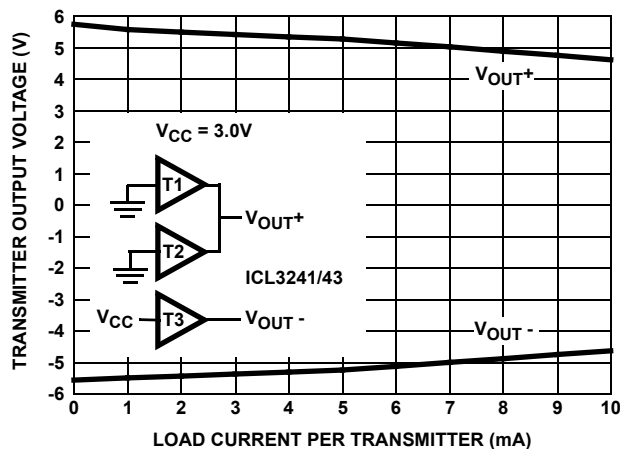 TRANSMITTER OUTPUT VOLTAGE (V)
6
5
4
3
2
1
0
-1
-2
-3
-4
-5
-6
VOUT+
VCC = 3.0V
T1
VOUT+
T2
ICL3241/43
VCC
T3
VOUT -
VOUT -
0 1 2 3 4 5 6 7 8 9 10
LOAD CURRENT PER TRANSMITTER (mA)